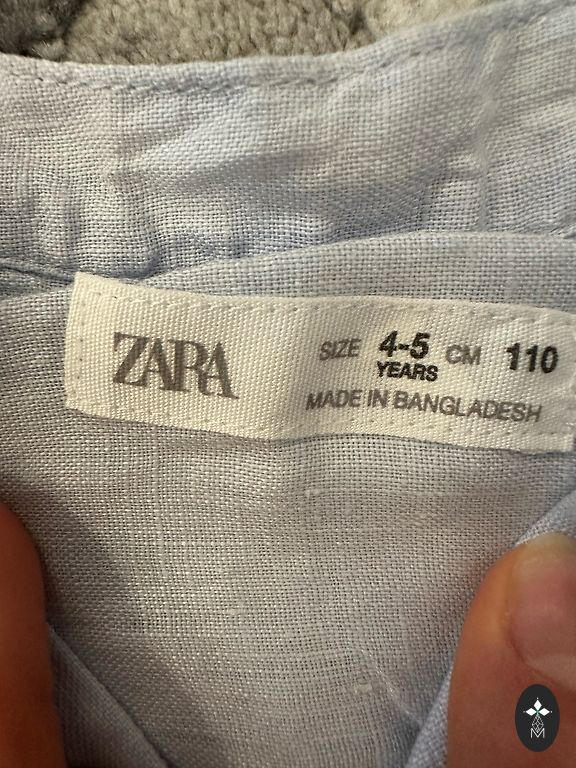 ZARA
SIZE 4-5 CM 110
YEARS
MADE IN BANGLADESH
M